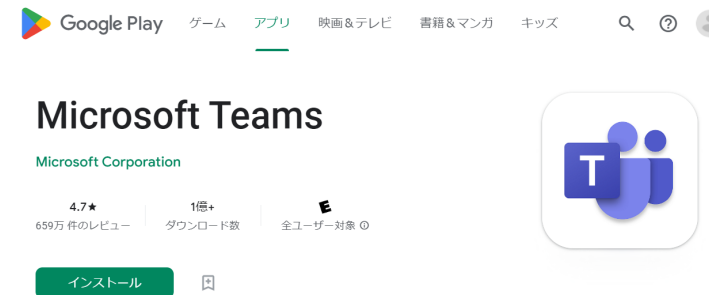 Google Play ゲーム アプリ 映画&テレビ 書籍&マンガ キッズ
Microsoft Teams
Microsoft Corporation
4.7★ 1億+ E
659万 件のレビュー ダウンロード数 全ユーザー対象
インストール
T